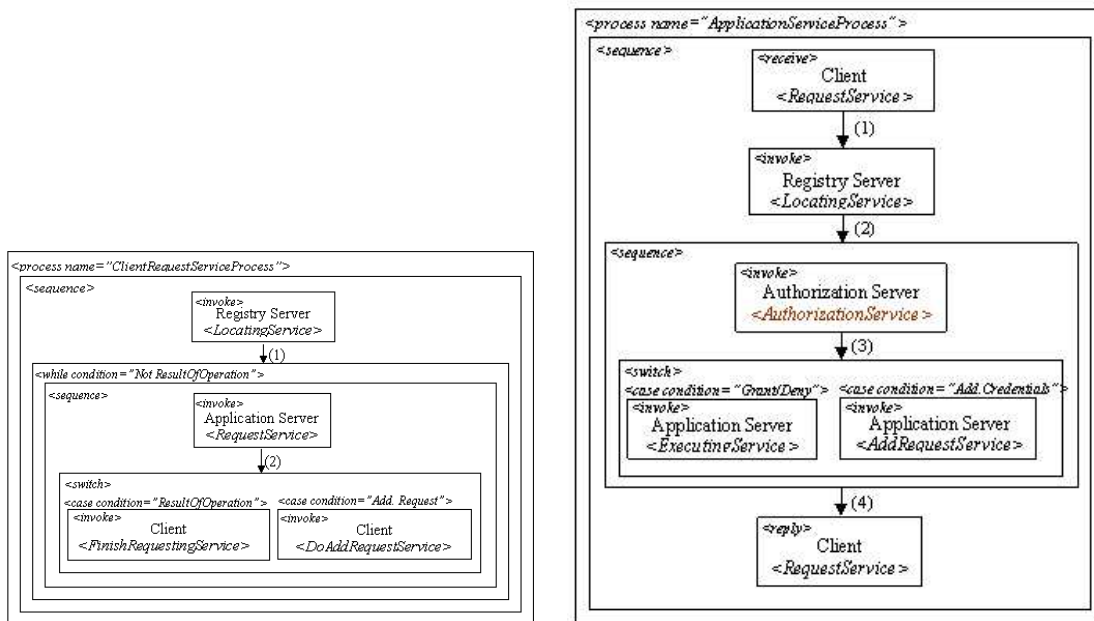 <process name="ClientRequestServiceProcess">
<sequence>
<invoke>
Registry Server
<LocatingService>
(1)
<while condition="Not ResultOfOperation">
<sequence>
<invoke>
Application Server
<RequestService>
(2)
<switch>
<case condition="ResultOfOperation">
<invoke>
Client
<FinishRequestingService>
<case condition="Add. Request">
<invoke>
Client
<DoAddRequestService>
<process name="ApplicationServiceProcess">
<sequence>
<receive>
Client
<RequestService>
(1)
<invoke>
Registry Server
<LocatingService>
(2)
<sequence>
<invoke>
Authorization Server
<AuthorizationService>
(3)
<switch>
<case condition="Grant/Deny">
<invoke>
Application Server
<ExecutingService>
<case condition="Add.Credentials">
<invoke>
Application Server
<AddRequestService>
(4)
<reply>
Client
<RequestService>